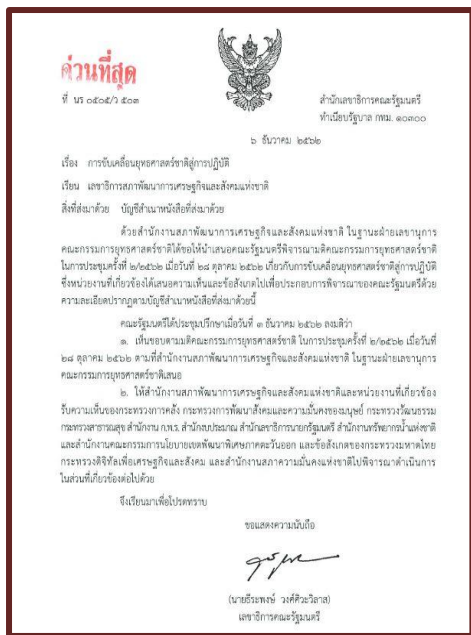 ด่วนที่สุด
ที่ นร ๐๕๐๕/ว ๕๐๓
สำนักเลขาธิการคณะรัฐมนตรี
ทำเนียบรัฐบาล กทม. ๑๐๓๐๐
๖ ธันวาคม ๒๕๖๒
เรื่อง การขับเคลื่อนยุทธศาสตร์ชาติสู่การปฏิบัติ
เรียน เลขาธิการสภาพัฒนาการเศรษฐกิจและสังคมแห่งชาติ
สิ่งที่ส่งมาด้วย บัญชีสำเนาหนังสือที่ส่งมาด้วย
ด้วยสำนักงานสภาพัฒนาการเศรษฐกิจและสังคมแห่งชาติ ในฐานะฝ่ายเลขานุการ
คณะกรรมการยุทธศาสตร์ชาติได้ขอให้นำเสนอคณะรัฐมนตรีพิจารณามติคณะกรรมการยุทธศาสตร์ชาติ
ในการประชุมครั้งที่ ๒/๒๕๖๒ เมื่อวันที่ ๒๘ ตุลาคม ๒๕๖๒ เกี่ยวกับการขับเคลื่อนยุทธศาสตร์ชาติสู่การปฏิบัติ
ซึ่งหน่วยงานที่เกี่ยวข้องได้เสนอความเห็นและข้อสังเกตไปเพื่อประกอบการพิจารณาของคณะรัฐมนตรีด้วย
ความละเอียดปรากฏตามบัญชีสำเนาหนังสือที่ส่งมาด้วยนี้
คณะรัฐมนตรีได้ประชุมปรึกษาเมื่อวันที่ ๓ ธันวาคม ๒๕๖๒ ลงมติว่า
๑. เห็นชอบตามมติคณะกรรมการยุทธศาสตร์ชาติ ในการประชุมครั้งที่ ๒/๒๕๖๒ เมื่อวันที่
๒๘ ตุลาคม ๒๕๖๒ ตามที่สำนักงานสภาพัฒนาการเศรษฐกิจและสังคมแห่งชาติ ในฐานะฝ่ายเลขานุการ
คณะกรรมการยุทธศาสตร์ชาติเสนอ
๒. ให้สำนักงานสภาพัฒนาการเศรษฐกิจและสังคมแห่งชาติและหน่วยงานที่เกี่ยวข้อง
รับความเห็นของกระทรวงการคลัง กระทรวงการพัฒนาสังคมและความมั่นคงของมนุษย์ กระทรวงวัฒนธรรม
กระทรวงสาธารณสุข สำนักงาน ก.พ.ร. สำนักงบประมาณ สำนักเลขาธิการนายกรัฐมนตรี สำนักงานทรัพยากรน้ำแห่งชาติ
และสำนักงานคณะกรรมการนโยบายเขตพัฒนาพิเศษภาคตะวันออก และข้อสังเกตของกระทรวงมหาดไทย
กระทรวงดิจิทัลเพื่อเศรษฐกิจและสังคม และสำนักงานสภาความมั่นคงแห่งชาติไปพิจารณาดำเนินการ
ในส่วนที่เกี่ยวข้องต่อไปด้วย
จึงเรียนมาเพื่อโปรดทราบ
ขอแสดงความนับถือ
(นายธีระพงษ์ วงศ์ศิวะวิลาส)
เลขาธิการคณะรัฐมนตรี